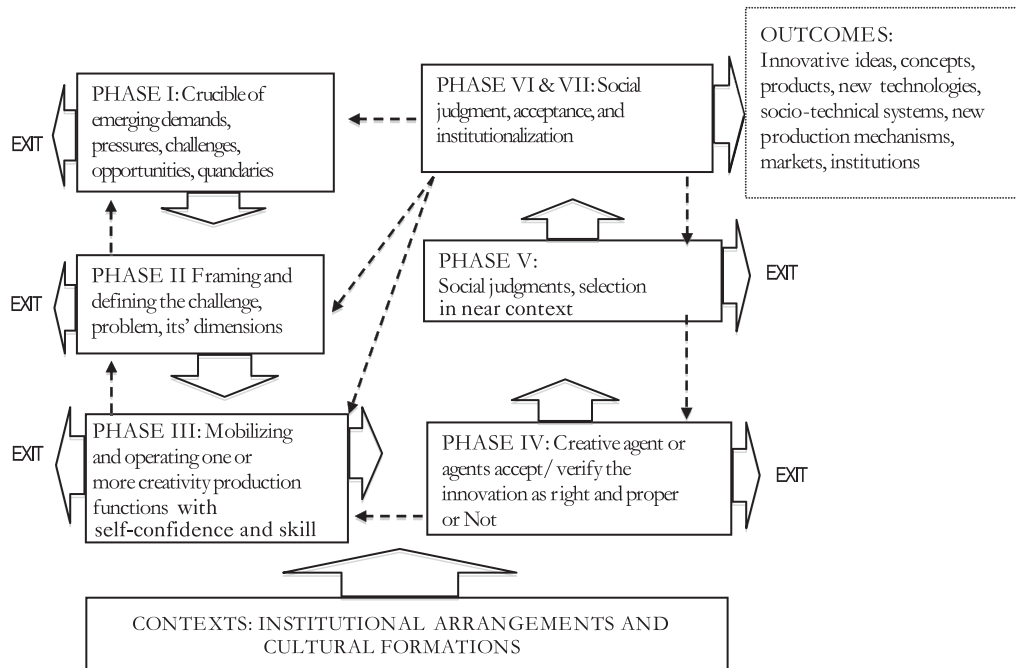 OUTCOMES:
Innovative ideas, concepts,
products, new technologies,
socio-technical systems, new
production mechanisms,
markets, institutions
PHASE I: Crucible of
emerging demands,
pressures, challenges,
opportunities, quandaries
EXIT
PHASE VI & VII: Social
judgment, acceptance, and
institutionalization
PHASE II Framing and
defining the challenge,
problem, its' dimensions
EXIT
PHASE V:
Social judgments, selection
in near context
EXIT
PHASE III: Mobilizing
and operating one or
more creativity production
functions with
self-confidence and skill
EXIT
PHASE IV: Creative agent or
agents accept/ verify the
innovation as right and proper
or Not
EXIT
CONTEXTS: INSTITUTIONAL ARRANGEMENTS AND
CULTURAL FORMATIONS